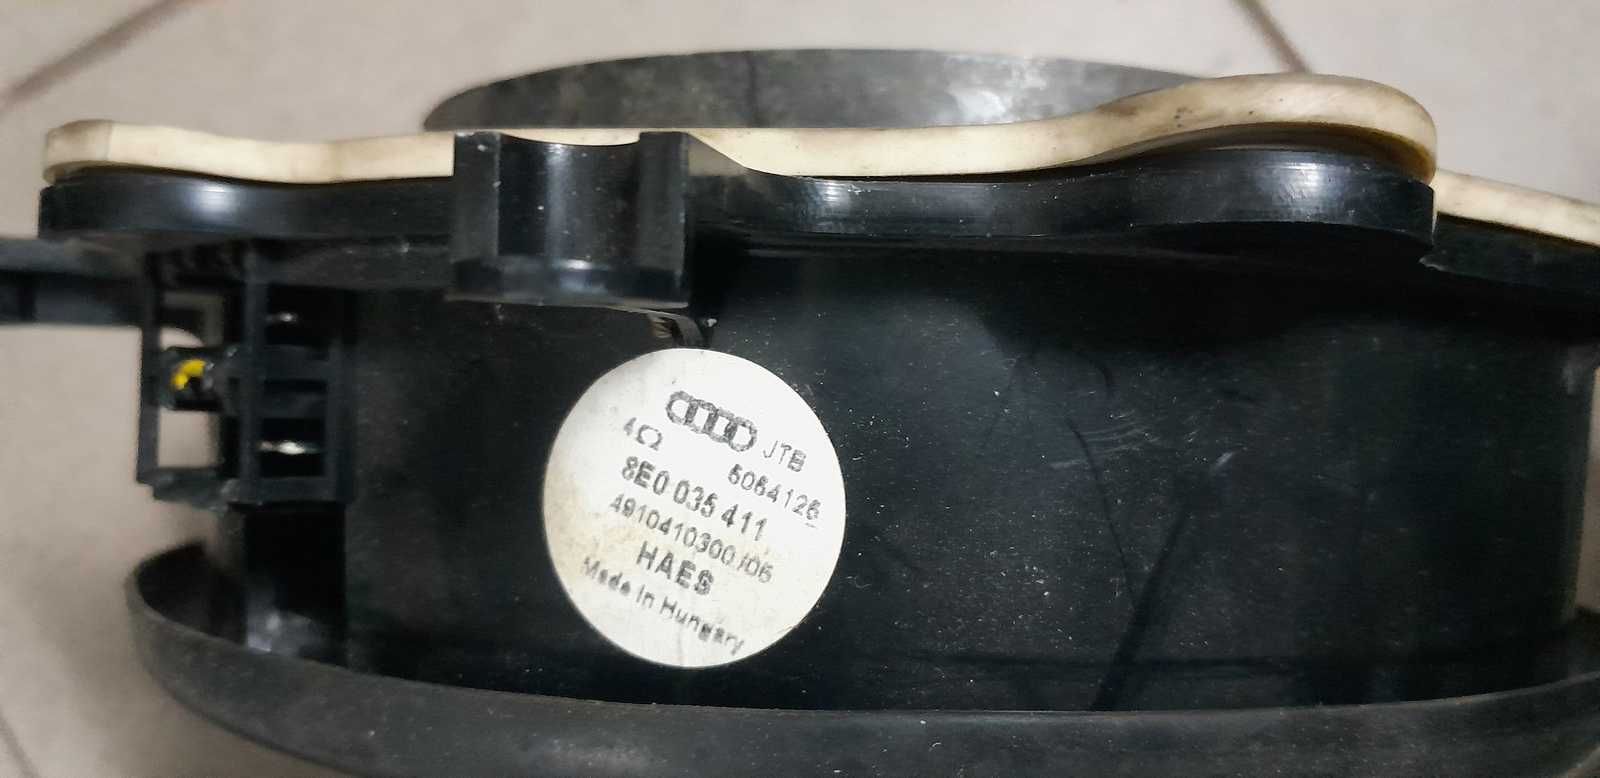 JTB
4Ω 5064126
8E0 035 411
4910410300/06
HAES
Made in Hungary